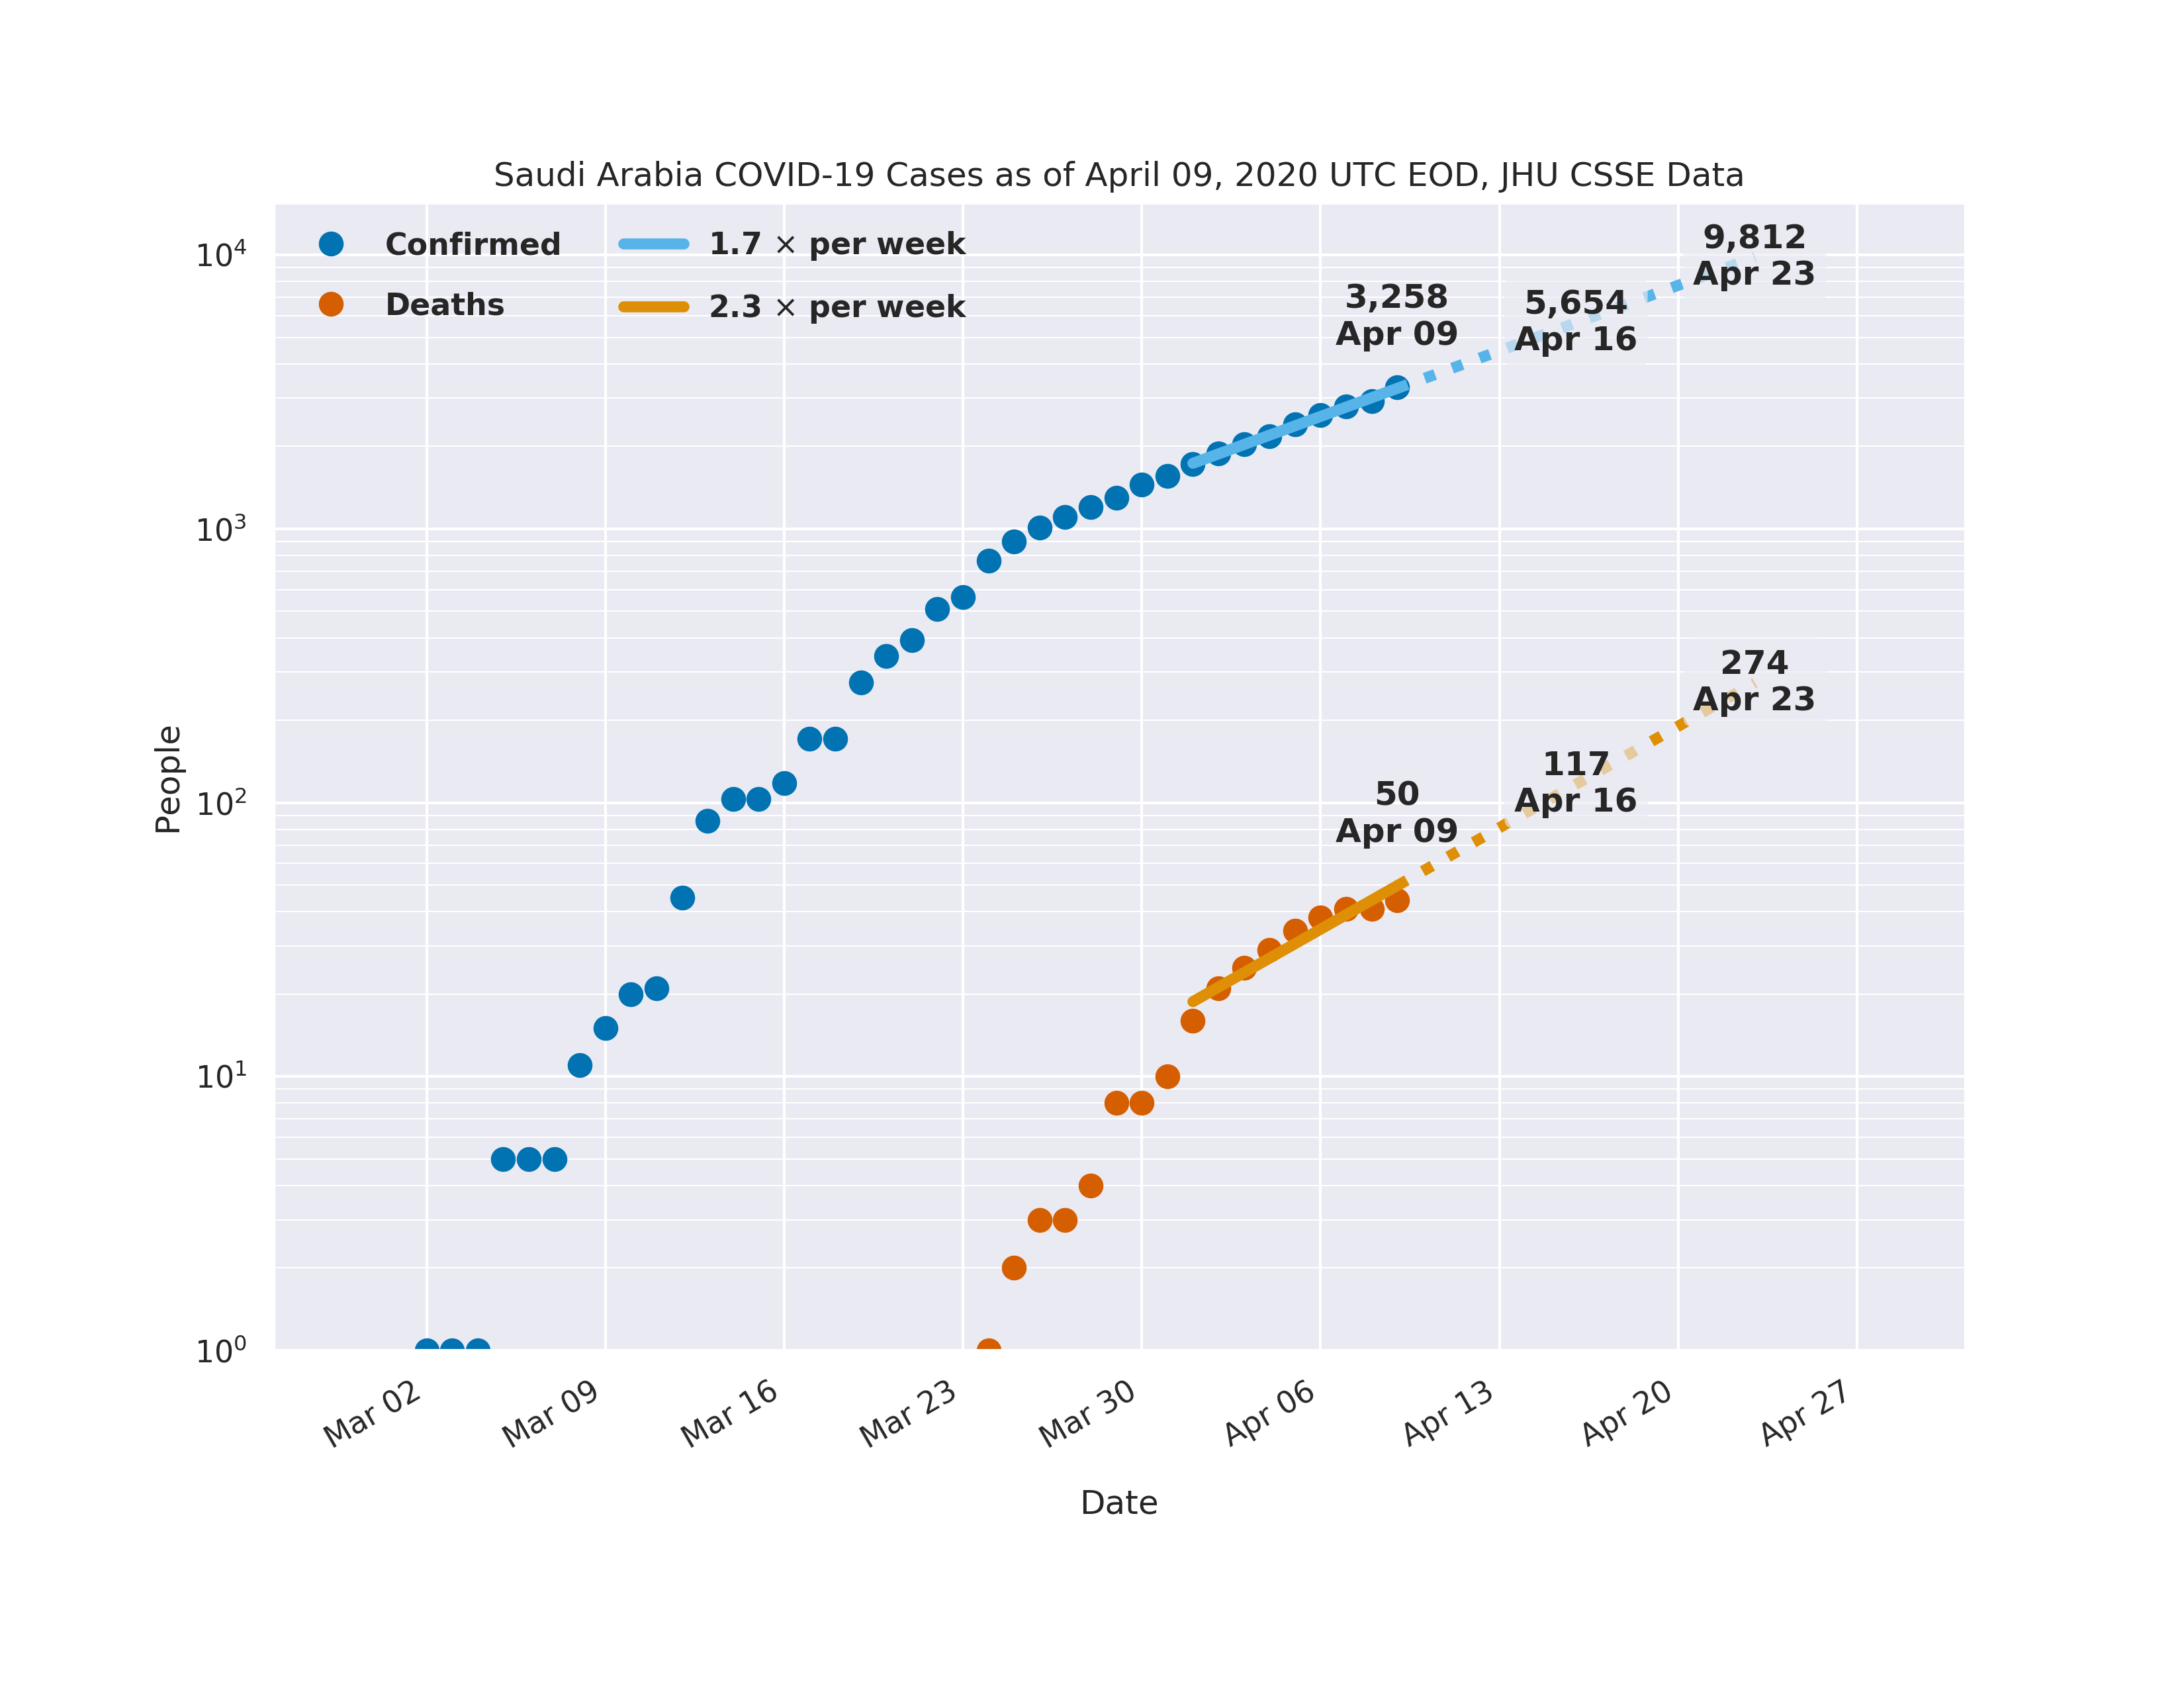 Saudi Arabia COVID-19 Cases as of April 09, 2020 UTC EOD, JHU CSSE Data
Confirmed
Deaths
1.7 × per week
2.3 × per week
9,812
Apr 23
3,258
Apr 09
5,654
Apr 16
274
Apr 23
117
Apr 16
50
Apr 09
People
10⁴
10³
10²
10¹
10⁰
Mar 02
Mar 09
Mar 16
Mar 23
Mar 30
Apr 06
Apr 13
Apr 20
Apr 27
Date